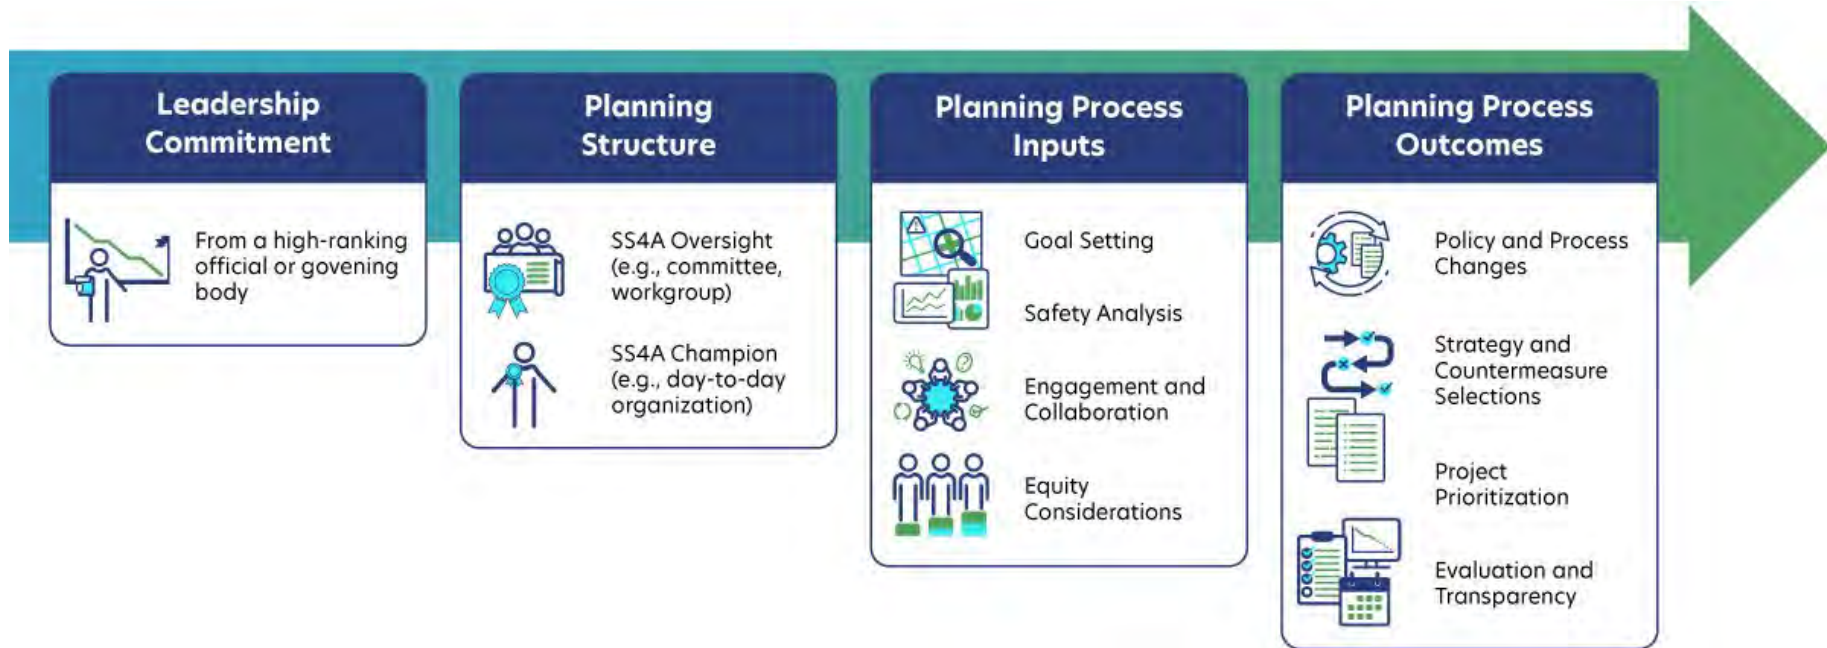 Leadership
Commitment
From a high-ranking
official or govening
body
Planning
Structure
SS4A Oversight
(e.g., committee,
workgroup)
SS4A Champion
(e.g., day-to-day
organization)
Planning Process
Inputs
Goal Setting
Safety Analysis
Engagement and
Collaboration
Equity
Considerations
Planning Process
Outcomes
Policy and Process
Changes
Strategy and
Countermeasure
Selections
Project
Prioritization
Evaluation and
Transparency